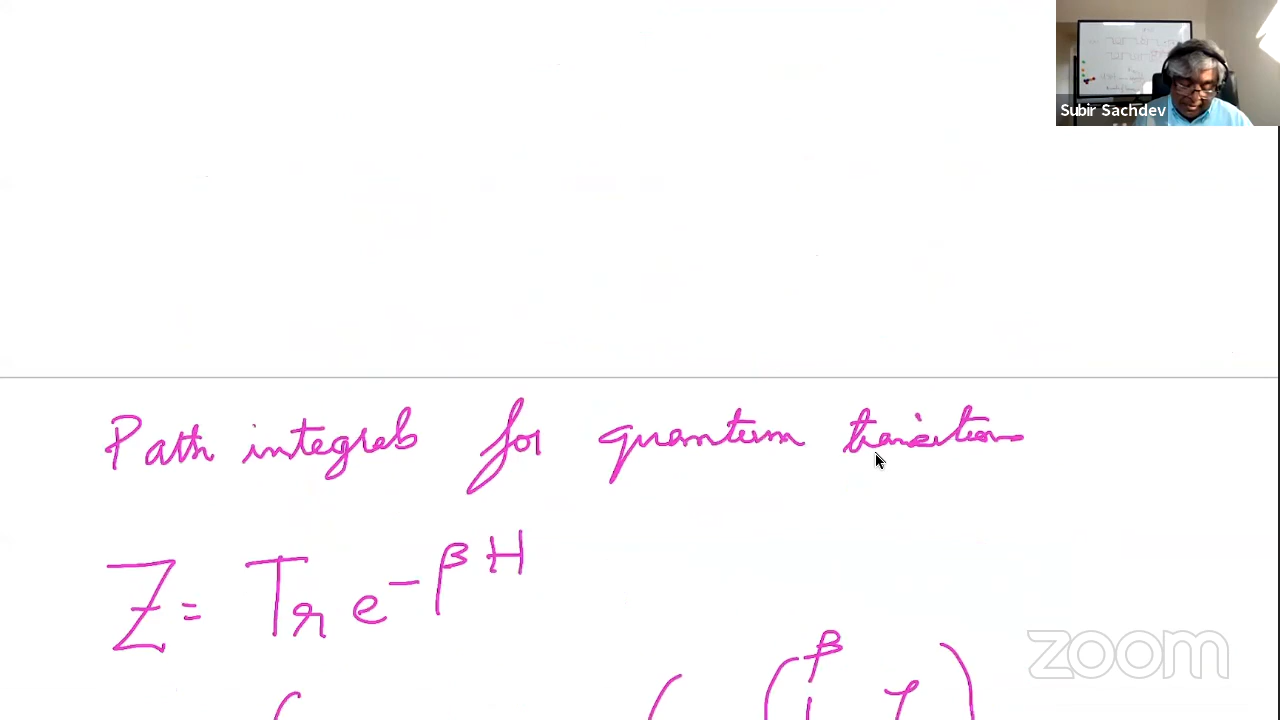 Subir Sachdev
Path integrals for quantum transitions
Z = Tr e^{-βH}
β
zoom